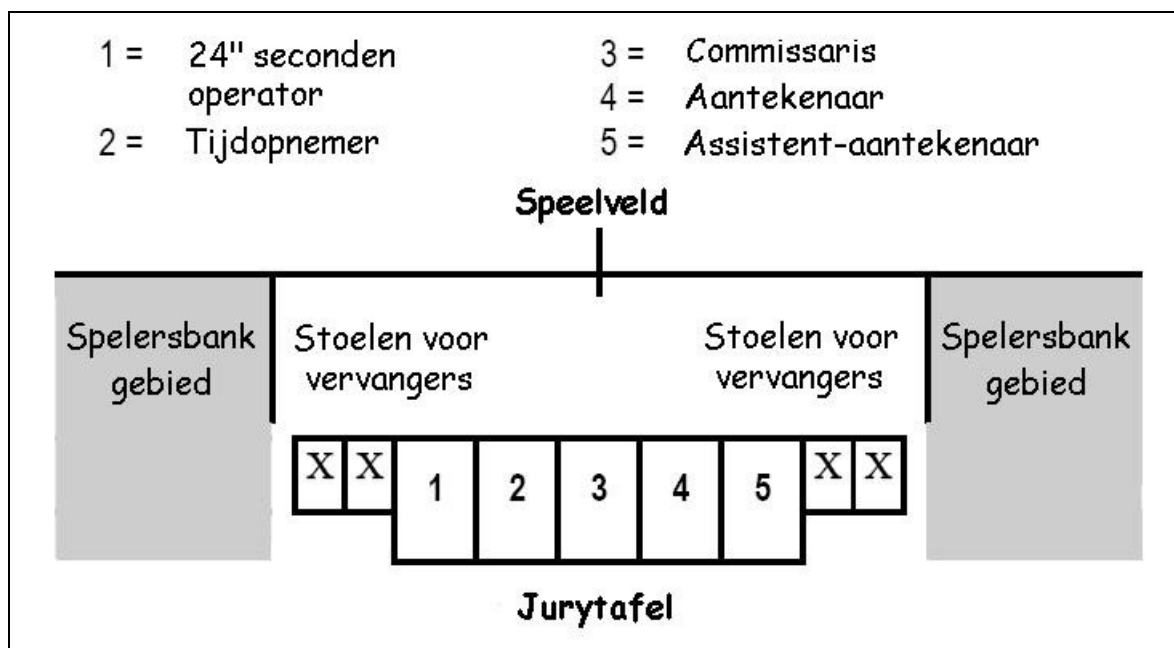 1 = 24" seconden
operator
2 = Tijdopnemer
3 = Commissaris
4 = Aantekenaar
5 = Assistent-aantekenaar
Speelveld
Spelersbank
gebied
Stoelen voor
vervangers
Stoelen voor
vervangers
Spelersbank
gebied
X X 1 2 3 4 5 X X
Jurytafel